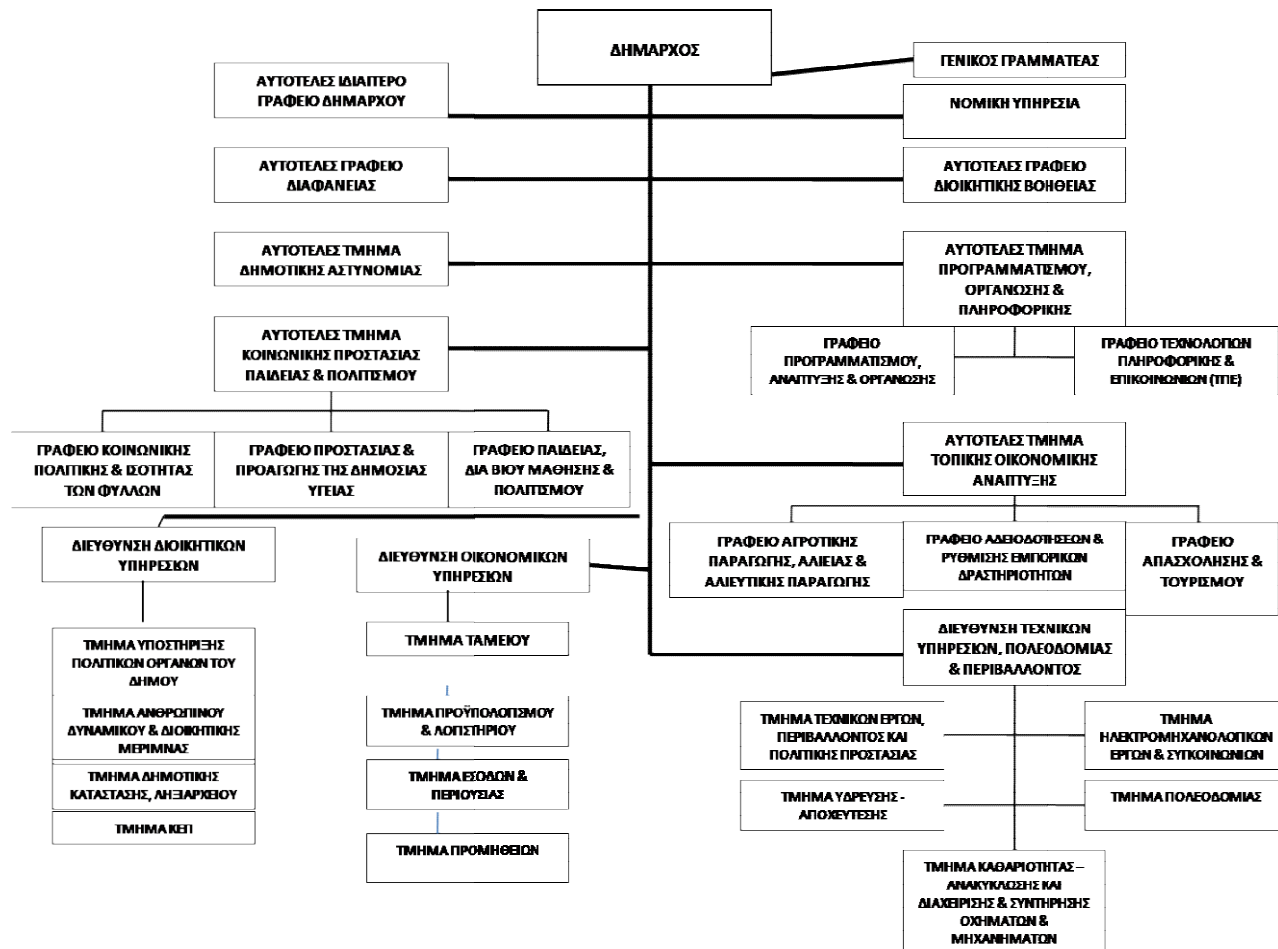 ΔΗΜΑΡΧΟΣ
ΓΕΝΙΚΟΣ ΓΡΑΜΜΑΤΕΑΣ
ΑΥΤΟΤΕΛΕΣ ΙΔΙΑΙΤΕΡΟ
ΓΡΑΦΕΙΟ ΔΗΜΑΡΧΟΥ
ΝΟΜΙΚΗ ΥΠΗΡΕΣΙΑ
ΑΥΤΟΤΕΛΕΣ ΓΡΑΦΕΙΟ
ΔΙΑΦΑΝΕΙΑΣ
ΑΥΤΟΤΕΛΕΣ ΓΡΑΦΕΙΟ
ΔΙΟΙΚΗΤΙΚΗΣ ΒΟΗΘΕΙΑΣ
ΑΥΤΟΤΕΛΕΣ ΤΜΗΜΑ
ΔΗΜΟΤΙΚΗΣ ΑΣΤΥΝΟΜΙΑΣ
ΑΥΤΟΤΕΛΕΣ ΤΜΗΜΑ
ΠΡΟΓΡΑΜΜΑΤΙΣΜΟΥ,
ΟΡΓΑΝΩΣΗΣ &
ΠΛΗΡΟΦΟΡΙΚΗΣ
ΑΥΤΟΤΕΛΕΣ ΤΜΗΜΑ
ΚΟΙΝΩΝΙΚΗΣ ΠΡΟΣΤΑΣΙΑΣ
ΠΑΙΔΕΙΑΣ & ΠΟΛΙΤΙΣΜΟΥ
ΓΡΑΦΕΙΟ
ΠΡΟΓΡΑΜΜΑΤΙΣΜΟΥ,
ΑΝΑΠΤΥΞΗΣ & ΟΡΓΑΝΩΣΗΣ
ΓΡΑΦΕΙΟ ΤΕΧΝΟΛΟΓΙΩΝ
ΠΛΗΡΟΦΟΡΙΚΗΣ &
ΕΠΙΚΟΙΝΩΝΙΩΝ (ΤΠΕ)
ΓΡΑΦΕΙΟ ΚΟΙΝΩΝΙΚΗΣ
ΠΟΛΙΤΙΚΗΣ & ΙΣΟΤΗΤΑΣ
ΤΩΝ ΦΥΛΛΩΝ
ΓΡΑΦΕΙΟ ΠΡΟΣΤΑΣΙΑΣ &
ΠΡΟΑΓΩΓΗΣ ΤΗΣ ΔΗΜΟΣΙΑΣ
ΥΓΕΙΑΣ
ΓΡΑΦΕΙΟ ΠΑΙΔΕΙΑΣ,
ΔΙΑ ΒΙΟΥ ΜΑΘΗΣΗΣ &
ΠΟΛΙΤΙΣΜΟΥ
ΑΥΤΟΤΕΛΕΣ ΤΜΗΜΑ
ΤΟΠΙΚΗΣ ΟΙΚΟΝΟΜΙΚΗΣ
ΑΝΑΠΤΥΞΗΣ
ΓΡΑΦΕΙΟ ΑΓΡΟΤΙΚΗΣ
ΠΑΡΑΓΩΓΗΣ, ΑΛΙΕΙΑΣ &
ΑΛΙΕΥΤΙΚΗΣ ΠΑΡΑΓΩΓΗΣ
ΓΡΑΦΕΙΟ ΑΔΕΙΟΔΟΤΗΣΕΩΝ &
ΡΥΘΜΙΣΗΣ ΕΜΠΟΡΙΚΩΝ
ΔΡΑΣΤΗΡΙΟΤΗΤΩΝ
ΓΡΑΦΕΙΟ
ΑΠΑΣΧΟΛΗΣΗΣ &
ΤΟΥΡΙΣΜΟΥ
ΔΙΕΥΘΥΝΣΗ ΔΙΟΙΚΗΤΙΚΩΝ
ΥΠΗΡΕΣΙΩΝ
ΔΙΕΥΘΥΝΣΗ ΟΙΚΟΝΟΜΙΚΩΝ
ΥΠΗΡΕΣΙΩΝ
ΔΙΕΥΘΥΝΣΗ ΤΕΧΝΙΚΩΝ
ΥΠΗΡΕΣΙΩΝ, ΠΟΛΕΟΔΟΜΙΑΣ
& ΠΕΡΙΒΑΛΛΟΝΤΟΣ
ΤΜΗΜΑ ΥΠΟΣΤΗΡΙΞΗΣ
ΠΟΛΙΤΙΚΩΝ ΟΡΓΑΝΩΝ ΤΟΥ
ΔΗΜΟΥ
ΤΜΗΜΑ ΑΝΘΡΩΠΙΝΟΥ
ΔΥΝΑΜΙΚΟΥ & ΔΙΟΙΚΗΤΙΚΗΣ
ΜΕΡΙΜΝΑΣ
ΤΜΗΜΑ ΔΗΜΟΤΙΚΗΣ
ΚΑΤΑΣΤΑΣΗΣ, ΛΗΞΙΑΡΧΕΙΟΥ
ΤΜΗΜΑ ΚΕΠ
ΤΜΗΜΑ ΤΑΜΕΙΟΥ
ΤΜΗΜΑ ΠΡΟΫΠΟΛΟΓΙΣΜΟΥ
& ΛΟΓΙΣΤΗΡΙΟΥ
ΤΜΗΜΑ ΕΣΟΔΩΝ &
ΠΕΡΙΟΥΣΙΑΣ
ΤΜΗΜΑ ΠΡΟΜΗΘΕΙΩΝ
ΤΜΗΜΑ ΤΕΧΝΙΚΩΝ ΕΡΓΩΝ,
ΠΕΡΙΒΑΛΛΟΝΤΟΣ ΚΑΙ
ΠΟΛΙΤΙΚΗΣ ΠΡΟΣΤΑΣΙΑΣ
ΤΜΗΜΑ
ΗΛΕΚΤΡΟΜΗΧΑΝΟΛΟΓΙΚΩΝ
ΕΡΓΩΝ & ΣΥΓΚΟΙΝΩΝΙΩΝ
ΤΜΗΜΑ ΥΔΡΕΥΣΗΣ -
ΑΠΟΧΕΥΤΕΣΗΣ
ΤΜΗΜΑ ΠΟΛΕΟΔΟΜΙΑΣ
ΤΜΗΜΑ ΚΑΘΑΡΙΟΤΗΤΑΣ –
ΑΝΑΚΥΚΛΩΣΗΣ ΚΑΙ
ΔΙΑΧΕΙΡΙΣΗΣ & ΣΥΝΤΗΡΗΣΗΣ
ΟΧΗΜΑΤΩΝ &
ΜΗΧΑΝΗΜΑΤΩΝ